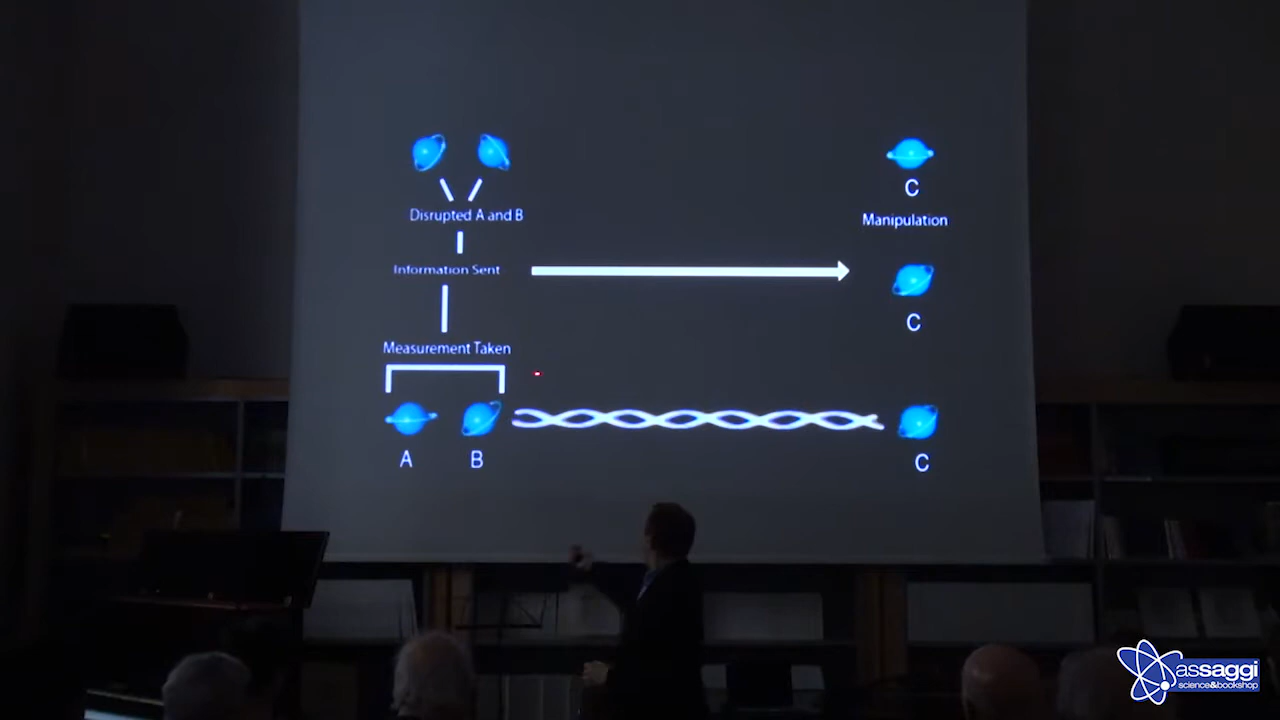 C
Disrupted A and B
Manipulation
Information Sent
C
Measurement Taken
A
B
C
assaggi
science&bookshop